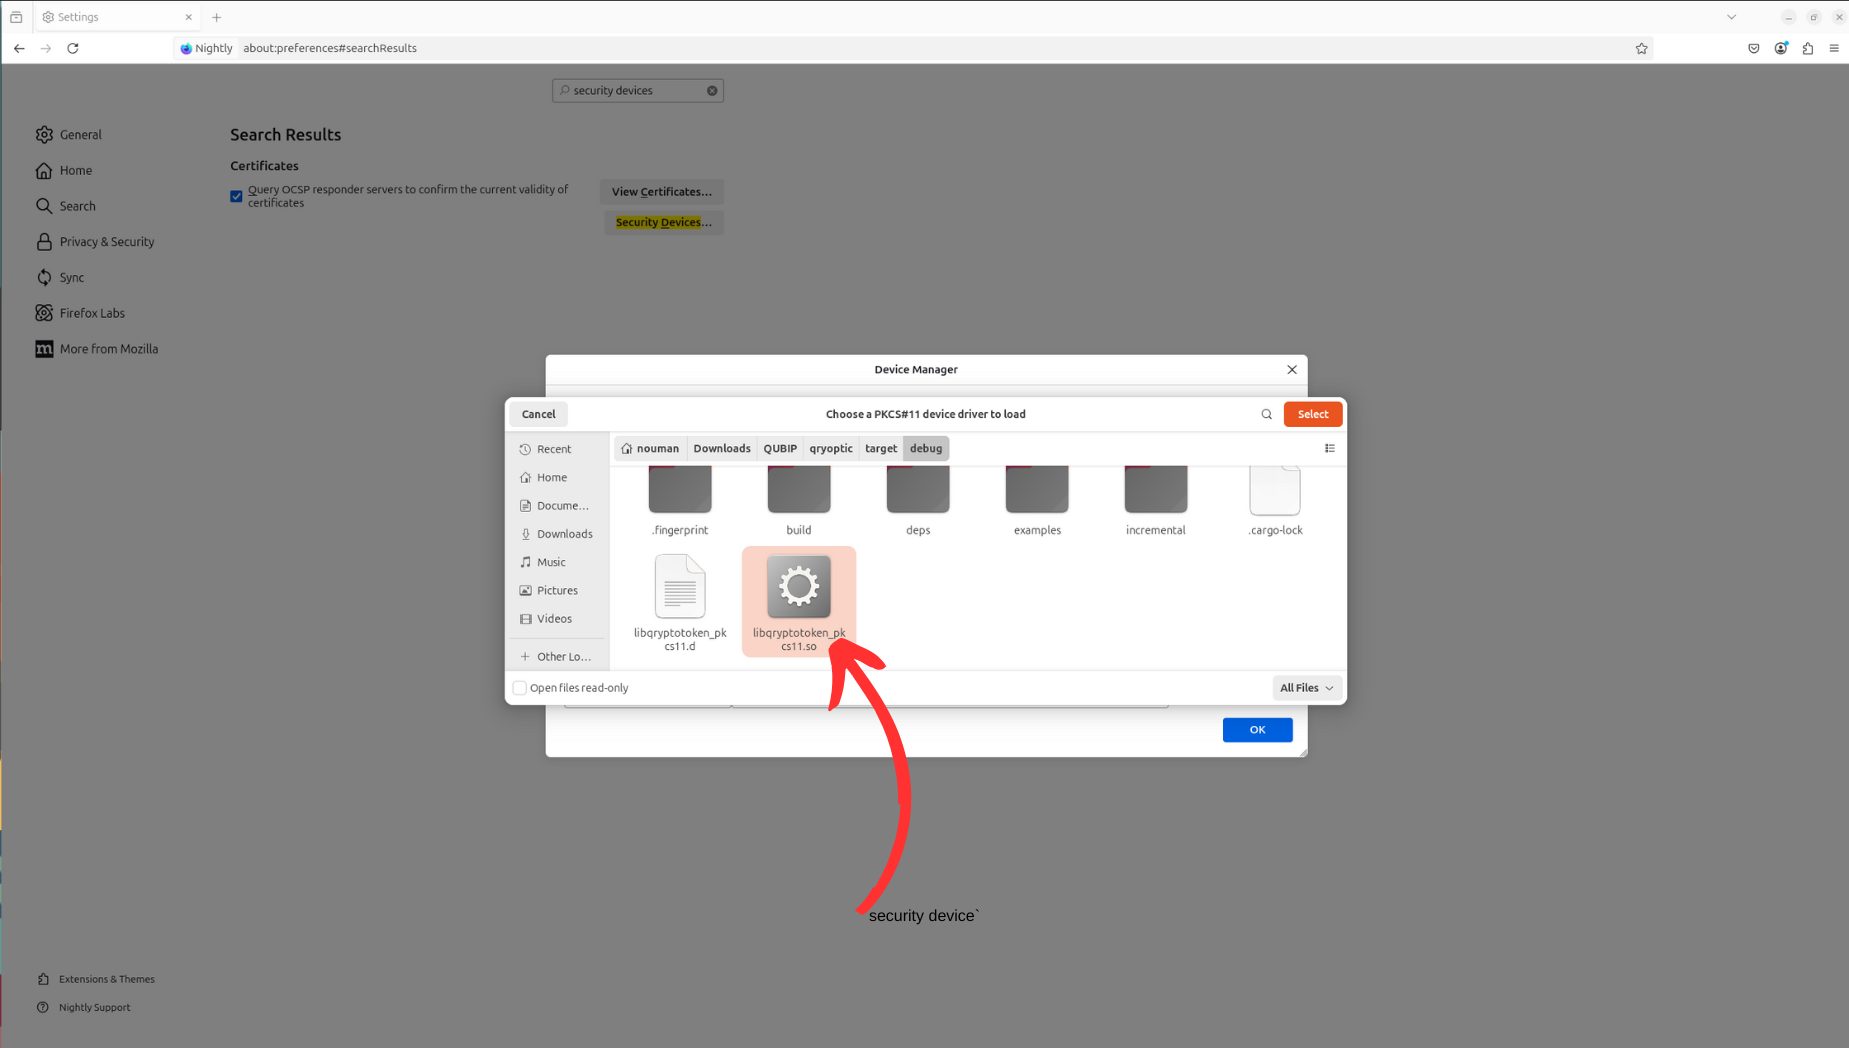 Settings
Nightly
about:preferences#searchResults
security devices
General
Home
Search
Privacy & Security
Sync
Firefox Labs
More from Mozilla
Search Results
Certificates
Query OCSP responder servers to confirm the current validity of
certificates
View Certificates...
Security Devices...
Device Manager
Cancel
Choose a PKCS#11 device driver to load
Select
Recent
Home
Docume...
Downloads
Music
Pictures
Videos
Other Lo...
nouman
Downloads
QUBIP
qryoptic
target
debug
.fingerprint
build
deps
examples
incremental
.cargo-lock
libqryptotoken_pk
cs11.d
libqryptotoken_pk
cs11.so
Open files read-only
All Files
OK
security device`
Extensions & Themes
Nightly Support